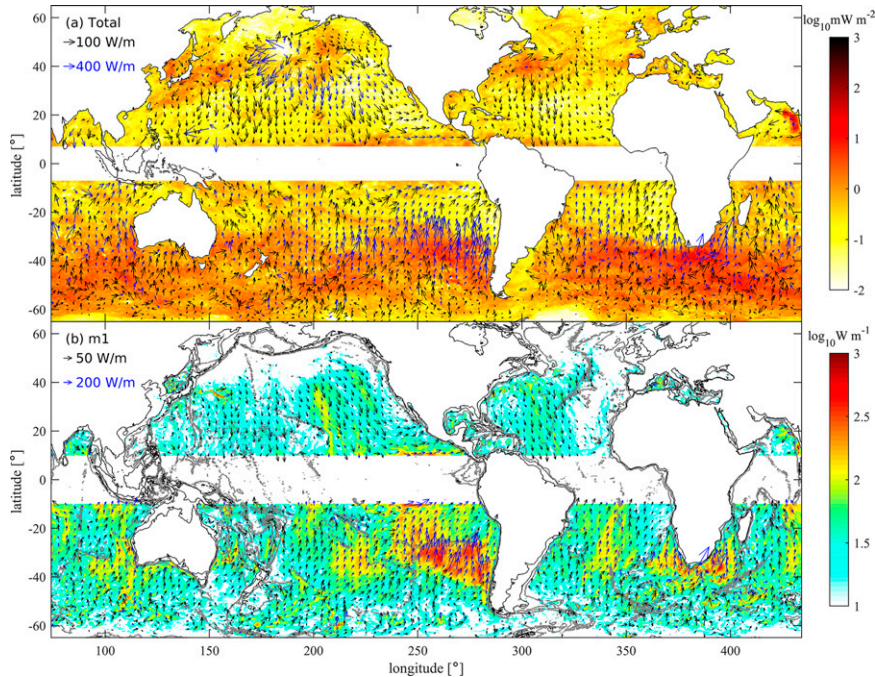 (a) Total
→100 W/m
→400 W/m
latitude [°]
60
40
20
0
-20
-40
-60
log₁₀mW m⁻²
3
2
1
0
-1
-2
(b) m1
→ 50 W/m
→ 200 W/m
latitude [°]
60
40
20
0
-20
-40
-60
100
150
200
250
300
350
400
longitude [°]
log₁₀W m⁻¹
3
2.5
2
1.5
1